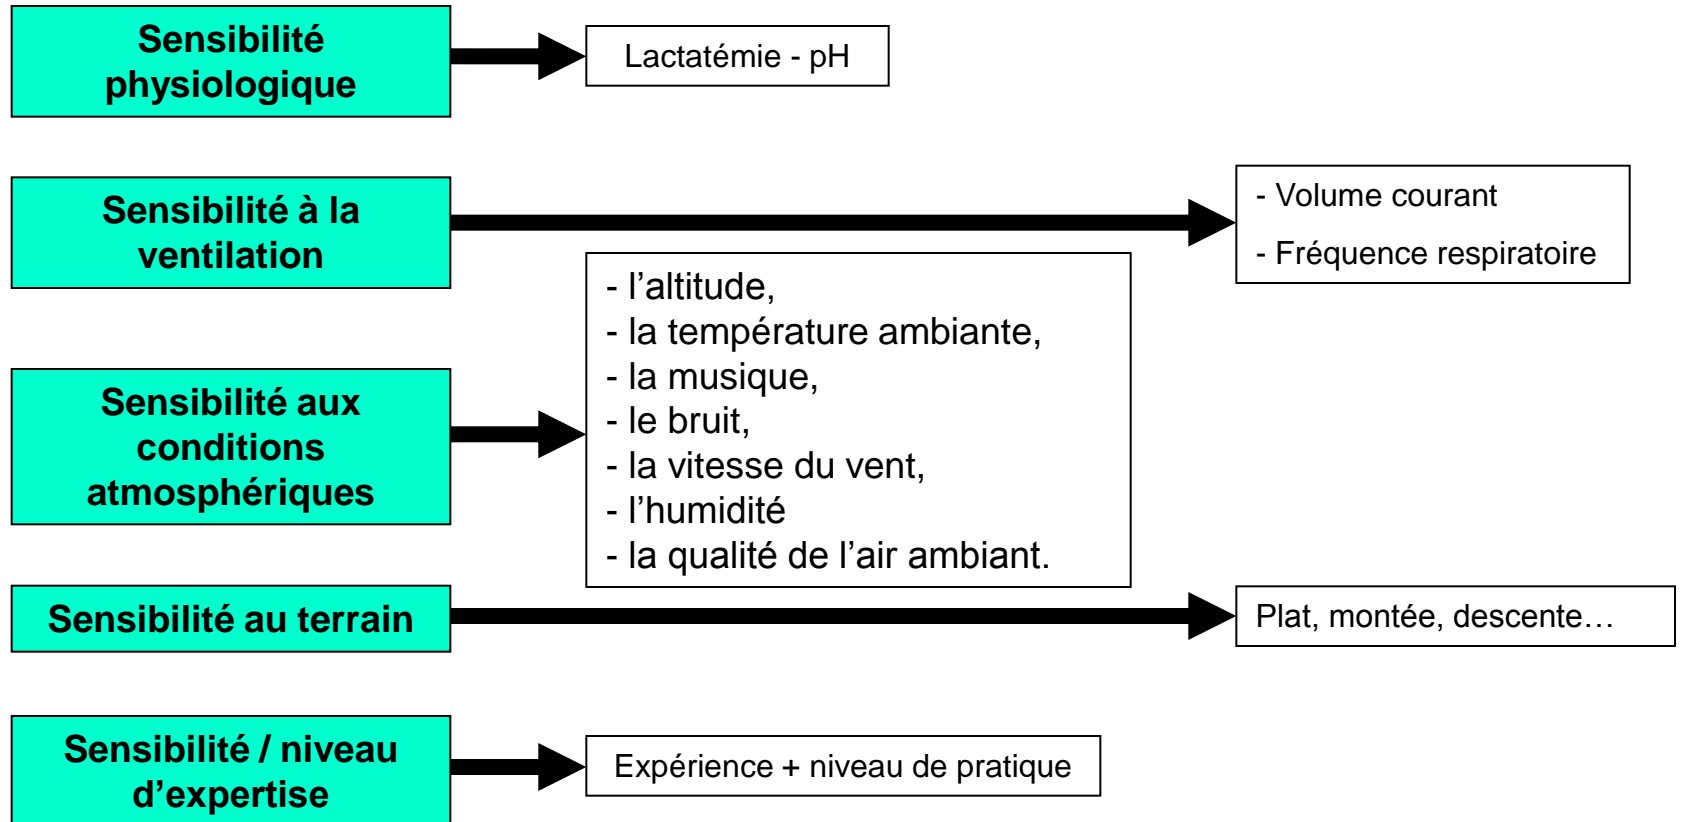 Sensibilité
physiologique
Lactatémie - pH
Sensibilité à la
ventilation
- Volume courant
- Fréquence respiratoire
Sensibilité aux
conditions
atmosphériques
- l’altitude,
- la température ambiante,
- la musique,
- le bruit,
- la vitesse du vent,
- l’humidité
- la qualité de l’air ambiant.
Sensibilité au terrain
Plat, montée, descente…
Sensibilité / niveau
d’expertise
Expérience + niveau de pratique